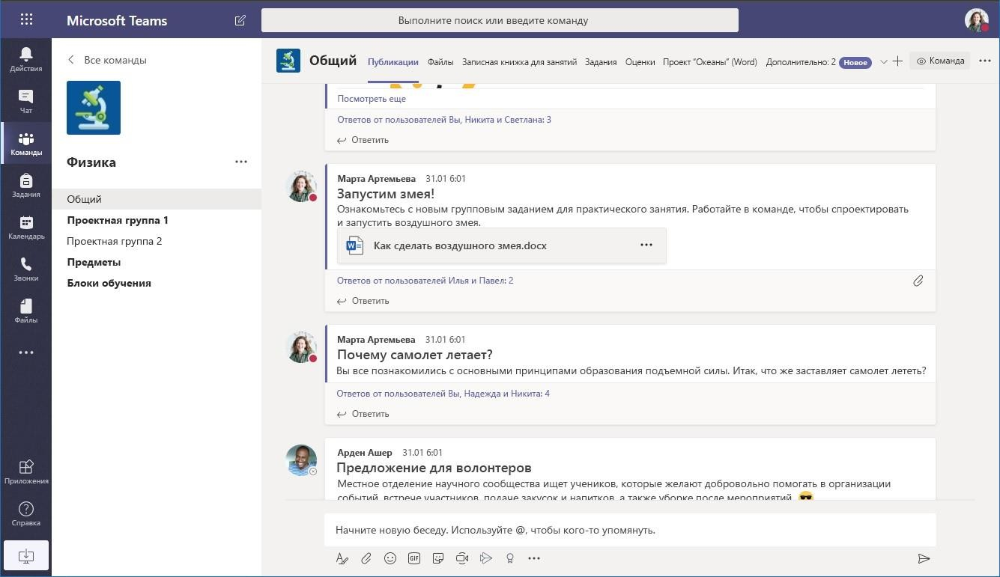 Microsoft Teams
Выполните поиск или введите команду
Действия
Чат
Команды
Задания
Календарь
Звонки
Файлы
Приложения
Справка
Все команды
Физика
Общий
Проектная группа 1
Проектная группа 2
Предметы
Блоки обучения
Общий Публикации Файлы Записная книжка для занятий Задания Оценки Проект "Океаны" (Word) Дополнительно: 2 Новое Команда
Посмотреть еще
Ответов от пользователей Вы, Никита и Светлана: 3
Ответить
Марта Артемьева 31.01 6:01
Запустим змея!
Ознакомьтесь с новым групповым заданием для практического занятия. Работайте в команде, чтобы спроектировать
и запустить воздушного змея.
Как сделать воздушного змея.docx
Ответов от пользователей Илья и Павел: 2
Ответить
Марта Артемьева 31.01 6:01
Почему самолет летает?
Вы все познакомились с основными принципами образования подъемной силы. Итак, что же заставляет самолет лететь?
Ответов от пользователей Вы, Надежда и Никита: 4
Ответить
Арден Ашер 31.01 6:01
Предложение для волонтеров
Местное отделение научного сообщества ищет учеников, которые желают добровольно помогать в организации
событий, встрече участников, подаче закусок и напитков, а также уборке после мероприятий. 😎
Начните новую беседу. Используйте @, чтобы кого-то упомянуть.
GIF